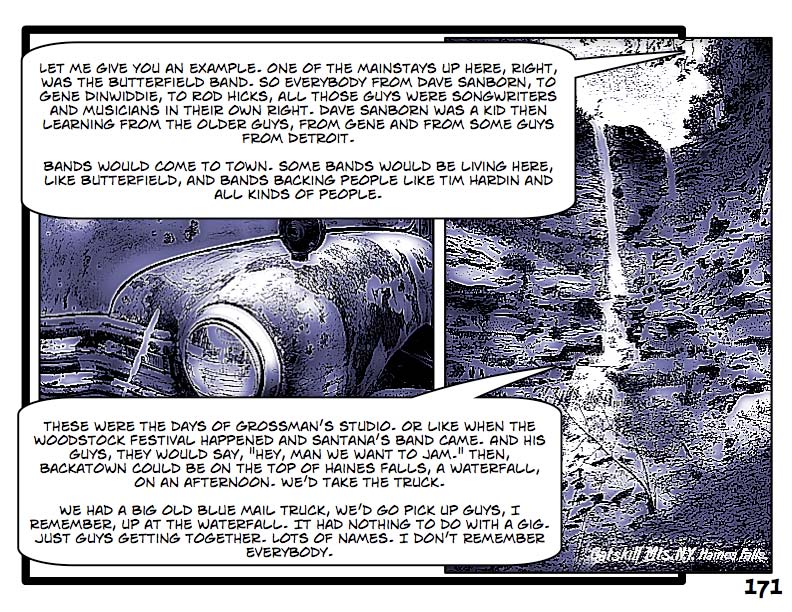 LET ME GIVE YOU AN EXAMPLE. ONE OF THE MAINSTAYS UP HERE, RIGHT,
WAS THE BUTTERFIELD BAND. SO EVERYBODY FROM DAVE SANBORN, TO
GENE DINWIDDIE, TO ROD HICKS, ALL THOSE GUYS WERE SONGWRITERS
AND MUSICIANS IN THEIR OWN RIGHT. DAVE SANBORN WAS A KID THEN
LEARNING FROM THE OLDER GUYS, FROM GENE AND FROM SOME GUYS
FROM DETROIT.
BANDS WOULD COME TO TOWN. SOME BANDS WOULD BE LIVING HERE,
LIKE BUTTERFIELD, AND BANDS BACKING PEOPLE LIKE TIM HARDIN AND
ALL KINDS OF PEOPLE.
THESE WERE THE DAYS OF GROSSMAN'S STUDIO. OR LIKE WHEN THE
WOODSTOCK FESTIVAL HAPPENED AND SANTANA'S BAND CAME. AND HIS
GUYS, THEY WOULD SAY, "HEY, MAN WE WANT TO JAM." THEN,
BACKATOWN COULD BE ON THE TOP OF HAINES FALLS, A WATERFALL,
ON AN AFTERNOON. WE'D TAKE THE TRUCK.
WE HAD A BIG OLD BLUE MAIL TRUCK, WE'D GO PICK UP GUYS, I
REMEMBER, UP AT THE WATERFALL. IT HAD NOTHING TO DO WITH A GIG.
JUST GUYS GETTING TOGETHER. LOTS OF NAMES. I DON'T REMEMBER
EVERYBODY.
Catskill Mts. N.Y. Haines Falls.
171